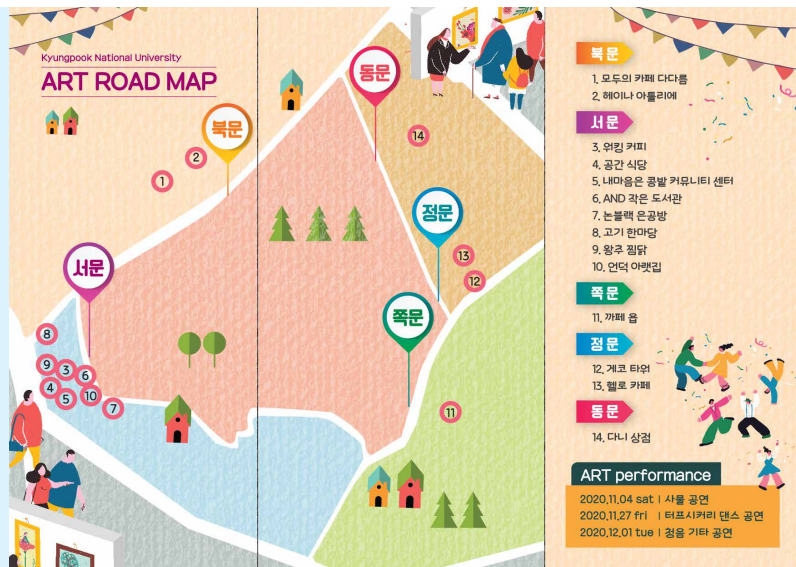 Kyungpook National University
ART ROAD MAP
북문
동문
정문
서문
쪽문
1
2
14
13
12
8
9
3
6
4
5
10
7
11
북문
1. 모두의 카페 다다름
2. 헤이나 아틀리에
서문
3. 워킹 커피
4. 공간 식당
5. 내마음은 콩밭 커뮤니티 센터
6. AND 작은 도서관
7. 논블랙 은공방
8. 고기 한마당
9. 왕주 찜닭
10. 언덕 아랫집
쪽문
11. 까페 읍
정문
12. 게코 타워
13. 헬로 카페
동문
14. 다니 상점
ART performance
2020.11.04 sat | 사물 공연
2020.11.27 fri | 터프시커리 댄스 공연
2020.12.01 tue | 청음 기타 공연